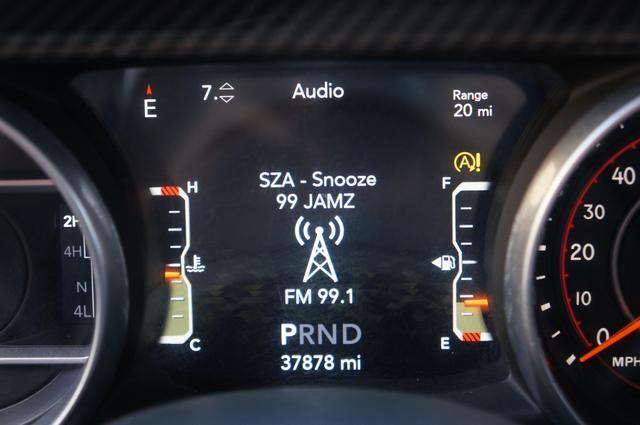 E
7.
Audio
Range
20 mi
A!
H
F
SZA - Snooze
99 JAMZ
2H
4H
N
4L
FM 99.1
C
E
PRND
37878 mi
40
30
20
10
0
MPH